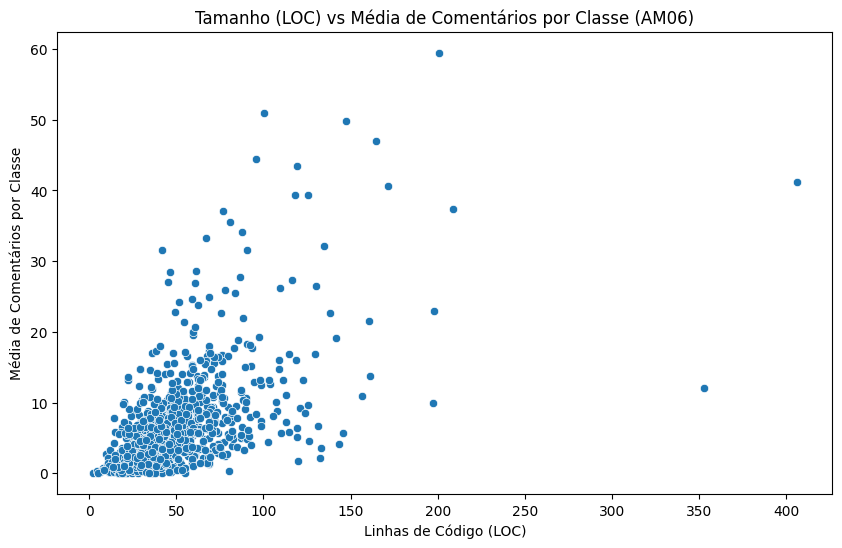 Tamanho (LOC) vs Média de Comentários por Classe (AM06)
Média de Comentários por Classe
60
50
40
30
20
10
0
0 50 100 150 200 250 300 350 400
Linhas de Código (LOC)